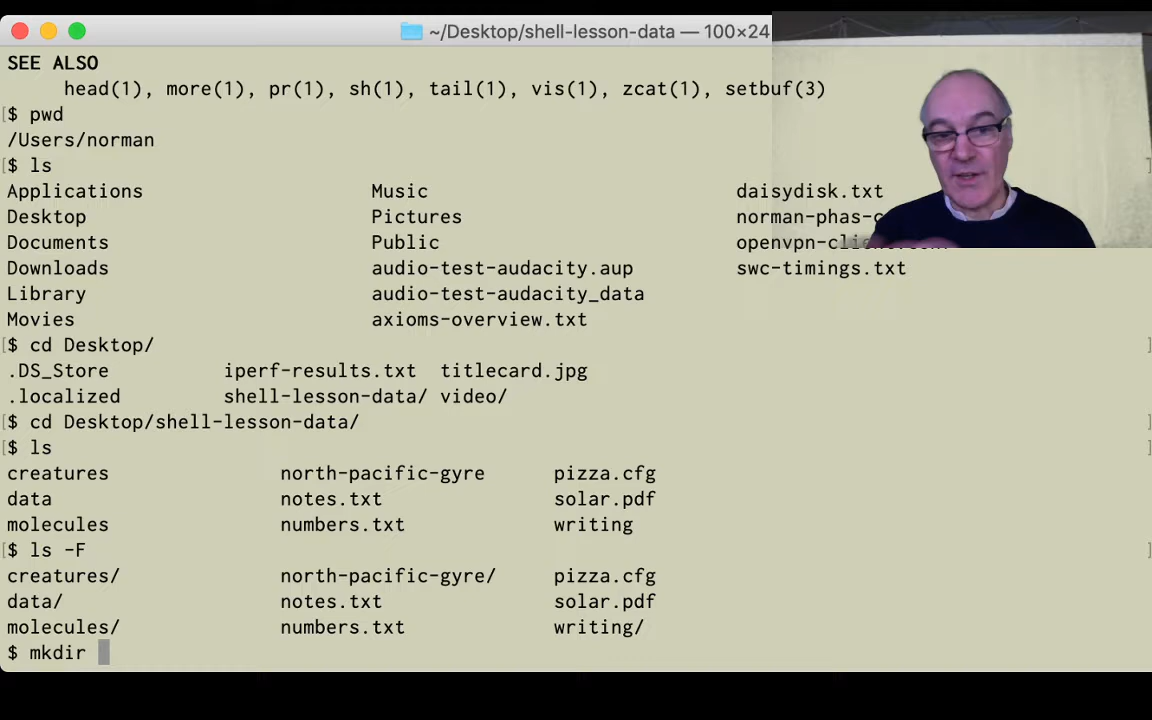 ~/Desktop/shell-lesson-data — 100×24
SEE ALSO
head(1), more(1), pr(1), sh(1), tail(1), vis(1), zcat(1), setbuf(3)
[$ pwd
/Users/norman
[$ ls ]
Applications Music daisydisk.txt
Desktop Pictures
Documents Public
Downloads audio-test-audacity.aup swc-timings.txt
Library audio-test-audacity_data
Movies axioms-overview.txt
[$ cd Desktop/ ]
.DS_Store iperf-results.txt titlecard.jpg
.localized shell-lesson-data/ video/
[$ cd Desktop/shell-lesson-data/ ]
[$ ls ]
creatures north-pacific-gyre pizza.cfg
data notes.txt solar.pdf
molecules numbers.txt writing
[$ ls -F ]
creatures/ north-pacific-gyre/ pizza.cfg
data/ notes.txt solar.pdf
molecules/ numbers.txt writing/
$ mkdir